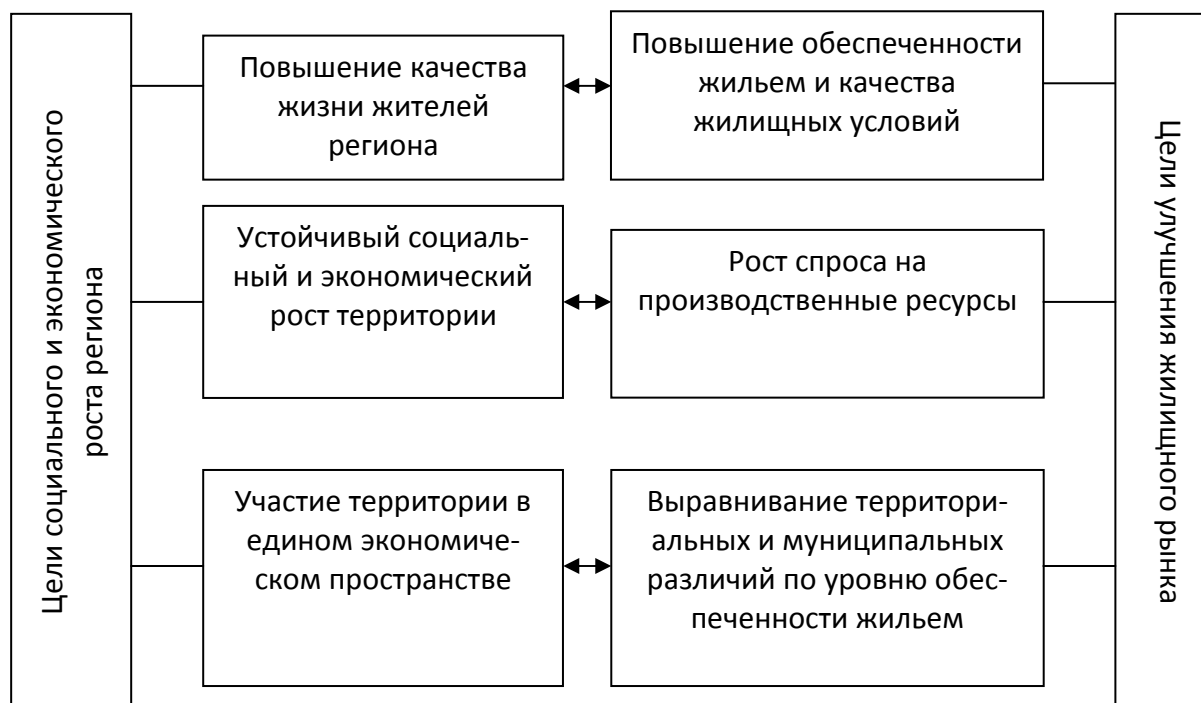 Цели социального и экономического
роста региона
Повышение качества
жизни жителей
региона
Повышение обеспеченности
жильем и качества
жилищных условий
Устойчивый социаль-
ный и экономический
рост территории
Рост спроса на
производственные ресурсы
Участие территории в
едином экономиче-
ском пространстве
Выравнивание территори-
альных и муниципальных
различий по уровню обес-
печенности жильем
Цели улучшения жилищного рынка